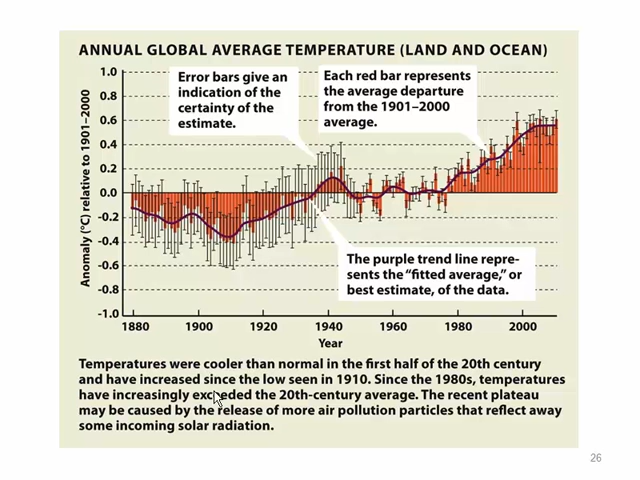 ANNUAL GLOBAL AVERAGE TEMPERATURE (LAND AND OCEAN)
1.0
0.8
0.6
0.4
0.2
0.0
-0.2
-0.4
-0.6
-0.8
-1.0
Anomaly (°C) relative to 1901–2000
Error bars give an
indication of the
certainty of the
estimate.
Each red bar represents
the average departure
from the 1901–2000
average.
The purple trend line repre-
sents the “fitted average,” or
best estimate, of the data.
1880 1900 1920 1940 1960 1980 2000
Year
Temperatures were cooler than normal in the first half of the 20th century
and have increased since the low seen in 1910. Since the 1980s, temperatures
have increasingly exceeded the 20th-century average. The recent plateau
may be caused by the release of more air pollution particles that reflect away
some incoming solar radiation.
26